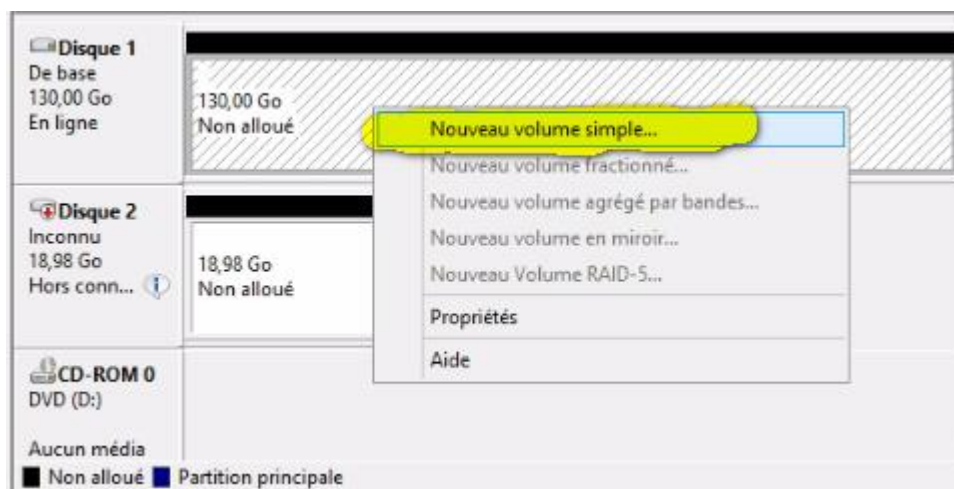 Disque 1
De base
130,00 Go
En ligne
130,00 Go
Non alloué
Nouveau volume simple...
Nouveau volume fractionné...
Nouveau volume agrégé par bandes...
Nouveau volume en miroir...
Nouveau Volume RAID-5...
Propriétés
Aide
Disque 2
Inconnu
18,98 Go
Hors conn...
18,98 Go
Non alloué
CD-ROM 0
DVD (D:)
Aucun média
Non alloué Partition principale